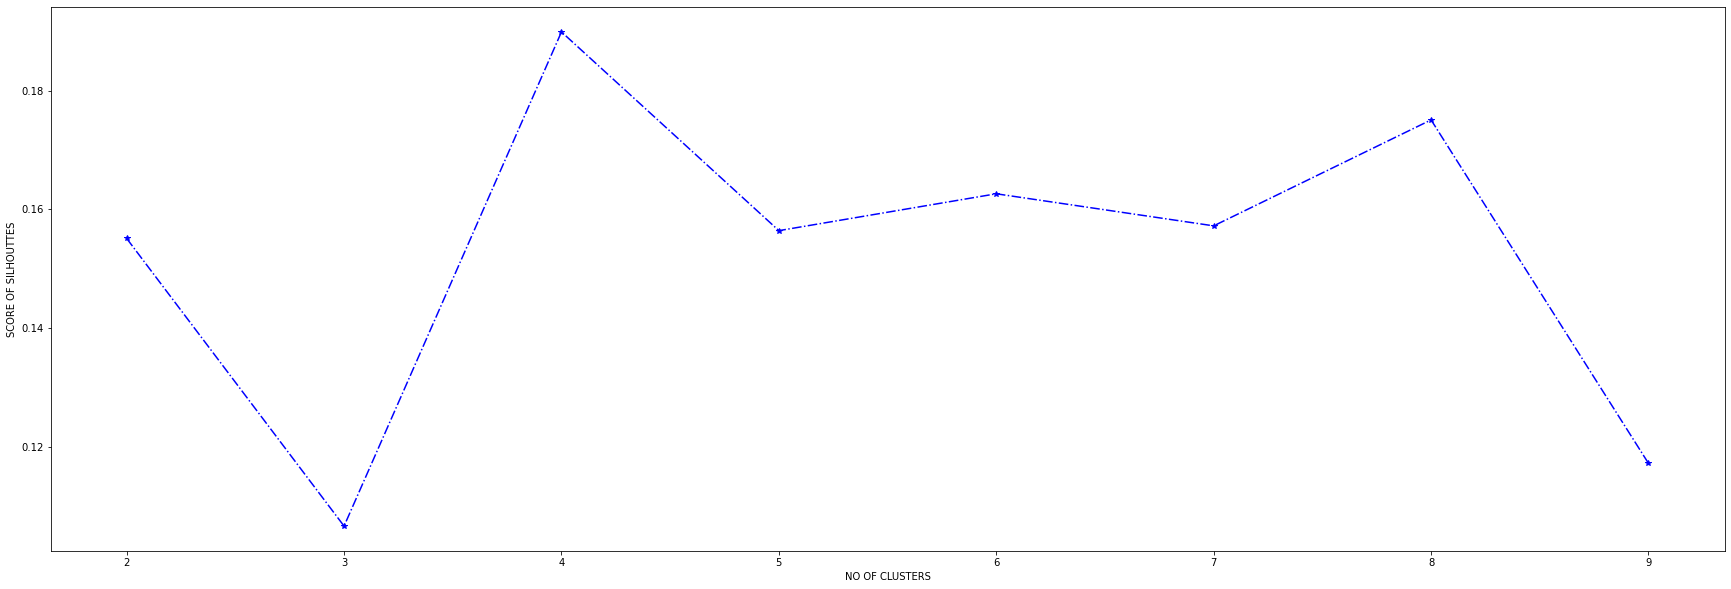 0.18
0.16
0.14
0.12
SCORE OF SILHOUTTES
2 3 4 5 6 7 8 9
NO OF CLUSTERS